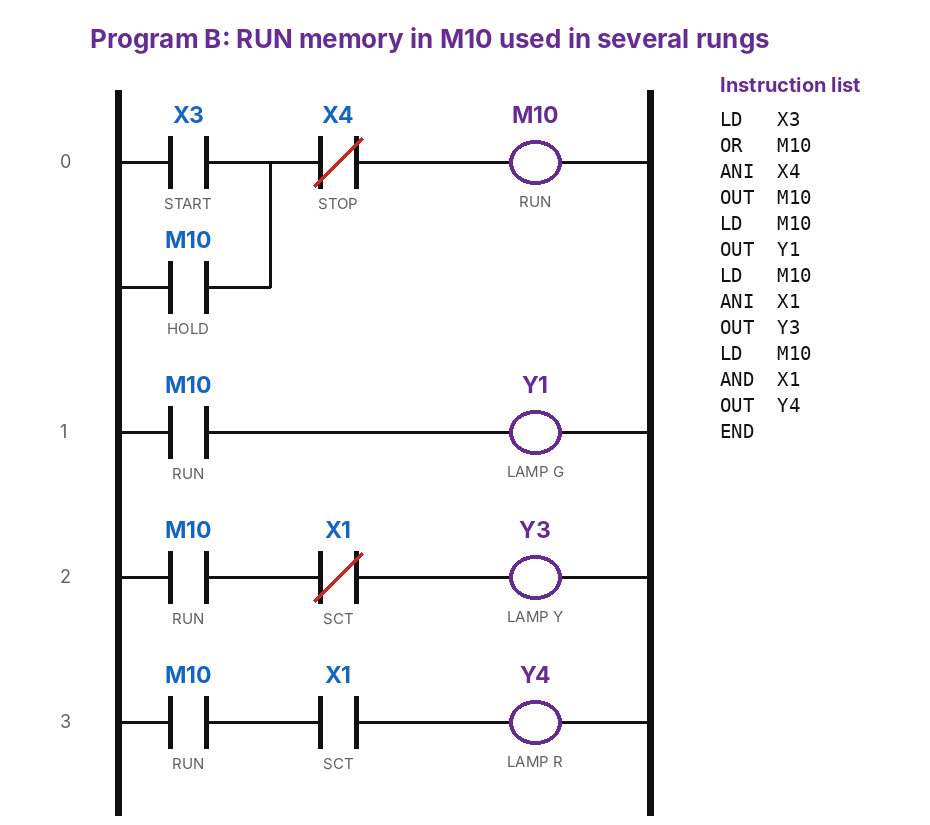 Program B: RUN memory in M10 used in several rungs
X3 X4 M10
0
START STOP RUN
M10
HOLD
M10 Y1
1
RUN LAMP G
M10 X1 Y3
2
RUN SCT LAMP Y
M10 X1 Y4
3
RUN SCT LAMP R
Instruction list
LD X3
OR M10
ANI X4
OUT M10
LD M10
OUT Y1
LD M10
ANI X1
OUT Y3
LD M10
AND X1
OUT Y4
END